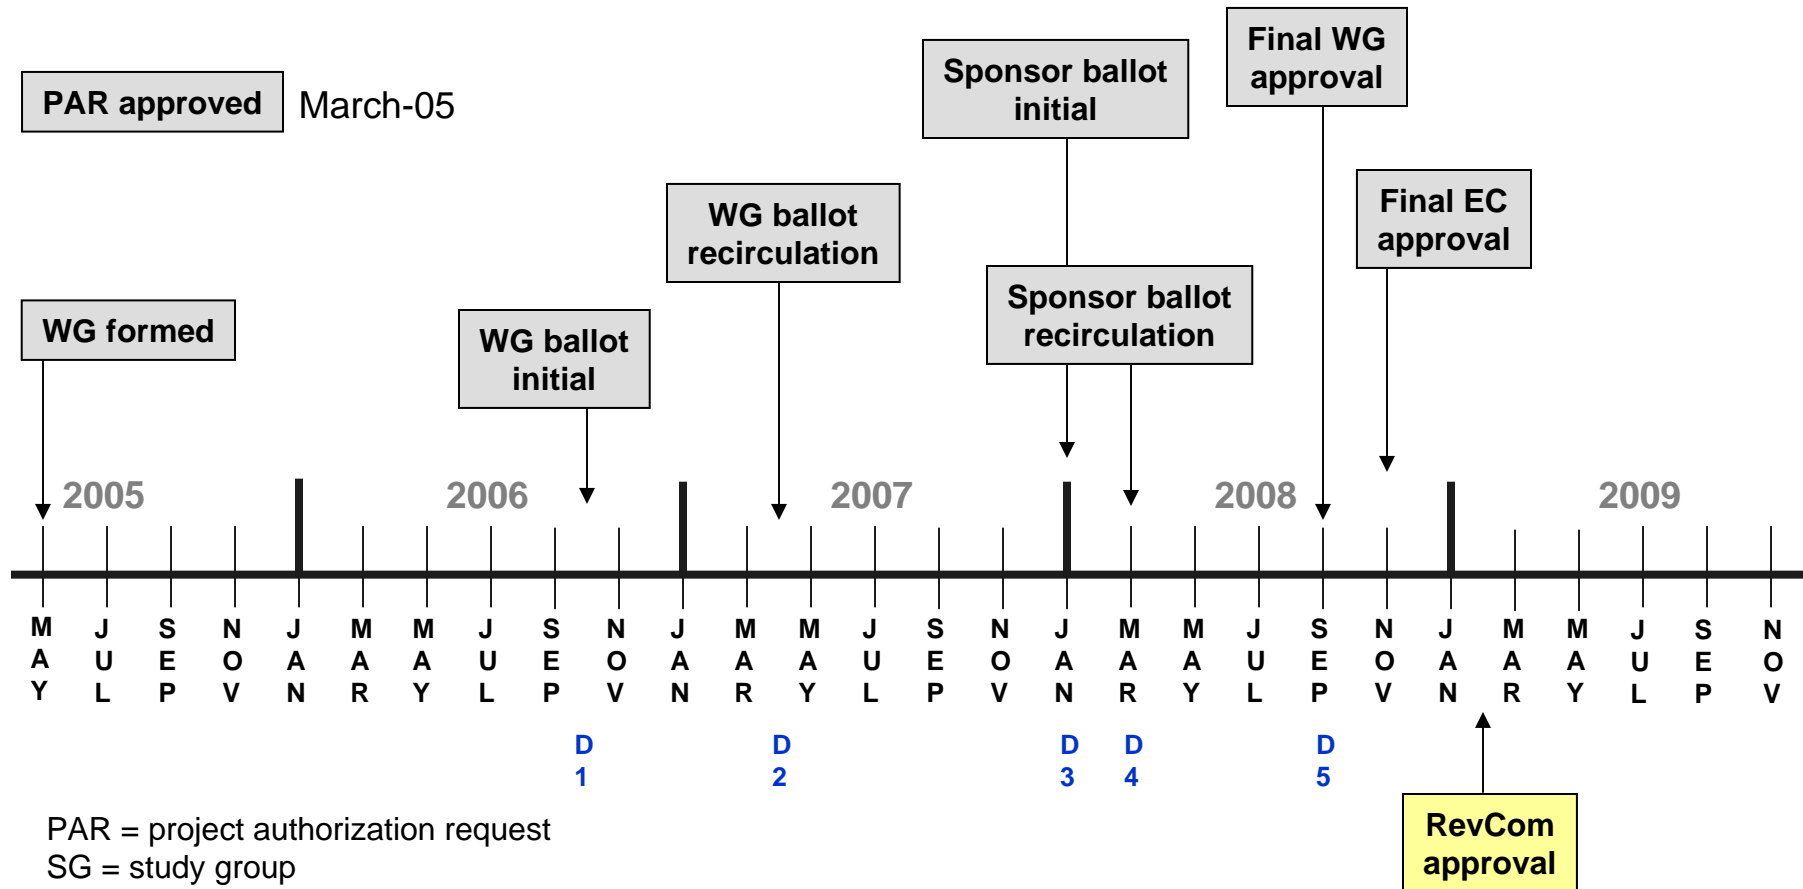 PAR approved March-05
Sponsor ballot
initial
Final WG
approval
WG ballot
recirculation
Final EC
approval
WG formed
WG ballot
initial
Sponsor ballot
recirculation
2005 2006 2007 2008 2009
MAY JUL SEP NOV JAN MAR MAY JUL SEP NOV JAN MAR MAY JUL SEP NOV JAN MAR MAY JUL SEP NOV JAN MAR MAY JUL SEP NOV
D1 D2 D3 D4 D5
RevCom
approval
PAR = project authorization request
SG = study group